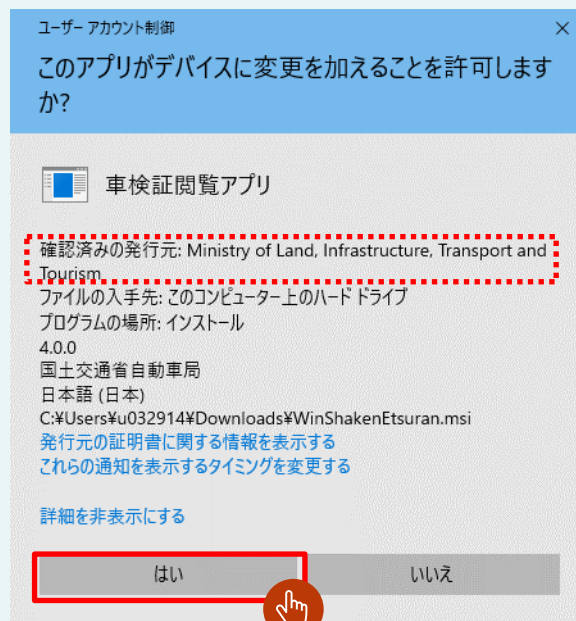 ユーザー アカウント制御
このアプリがデバイスに変更を加えることを許可します
か?
車検証閲覧アプリ
確認済みの発行元: Ministry of Land, Infrastructure, Transport and
Tourism
ファイルの入手先: このコンピューター上のハード ドライブ
プログラムの場所: インストール
4.0.0
国土交通省自動車局
日本語 (日本)
C:¥Users¥u032914¥Downloads¥WinShakenEtsuran.msi
発行元の証明書に関する情報を表示する
これらの通知を表示するタイミングを変更する
詳細を非表示にする
はい
いいえ